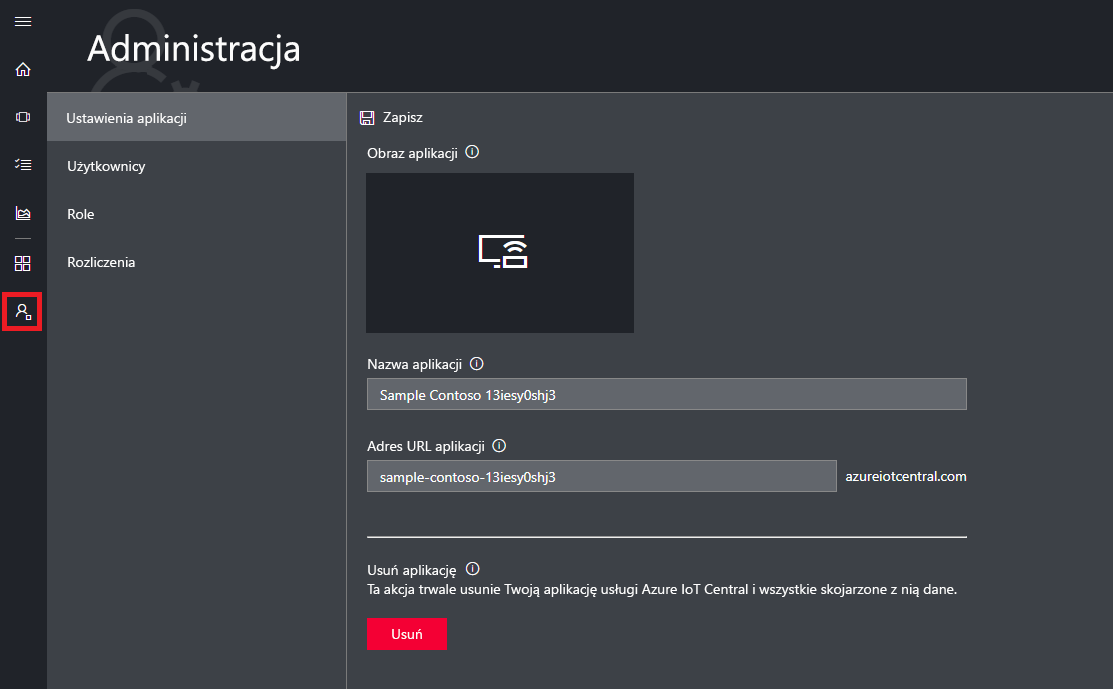 Administracja
Ustawienia aplikacji
Użytkownicy
Role
Rozliczenia
Zapisz
Obraz aplikacji
Nazwa aplikacji
Sample Contoso 13iesy0shj3
Adres URL aplikacji
sample-contoso-13iesy0shj3 azureiotcentral.com
Usuń aplikację
Ta akcja trwale usunie Twoją aplikację usługi Azure IoT Central i wszystkie skojarzone z nią dane.
Usuń